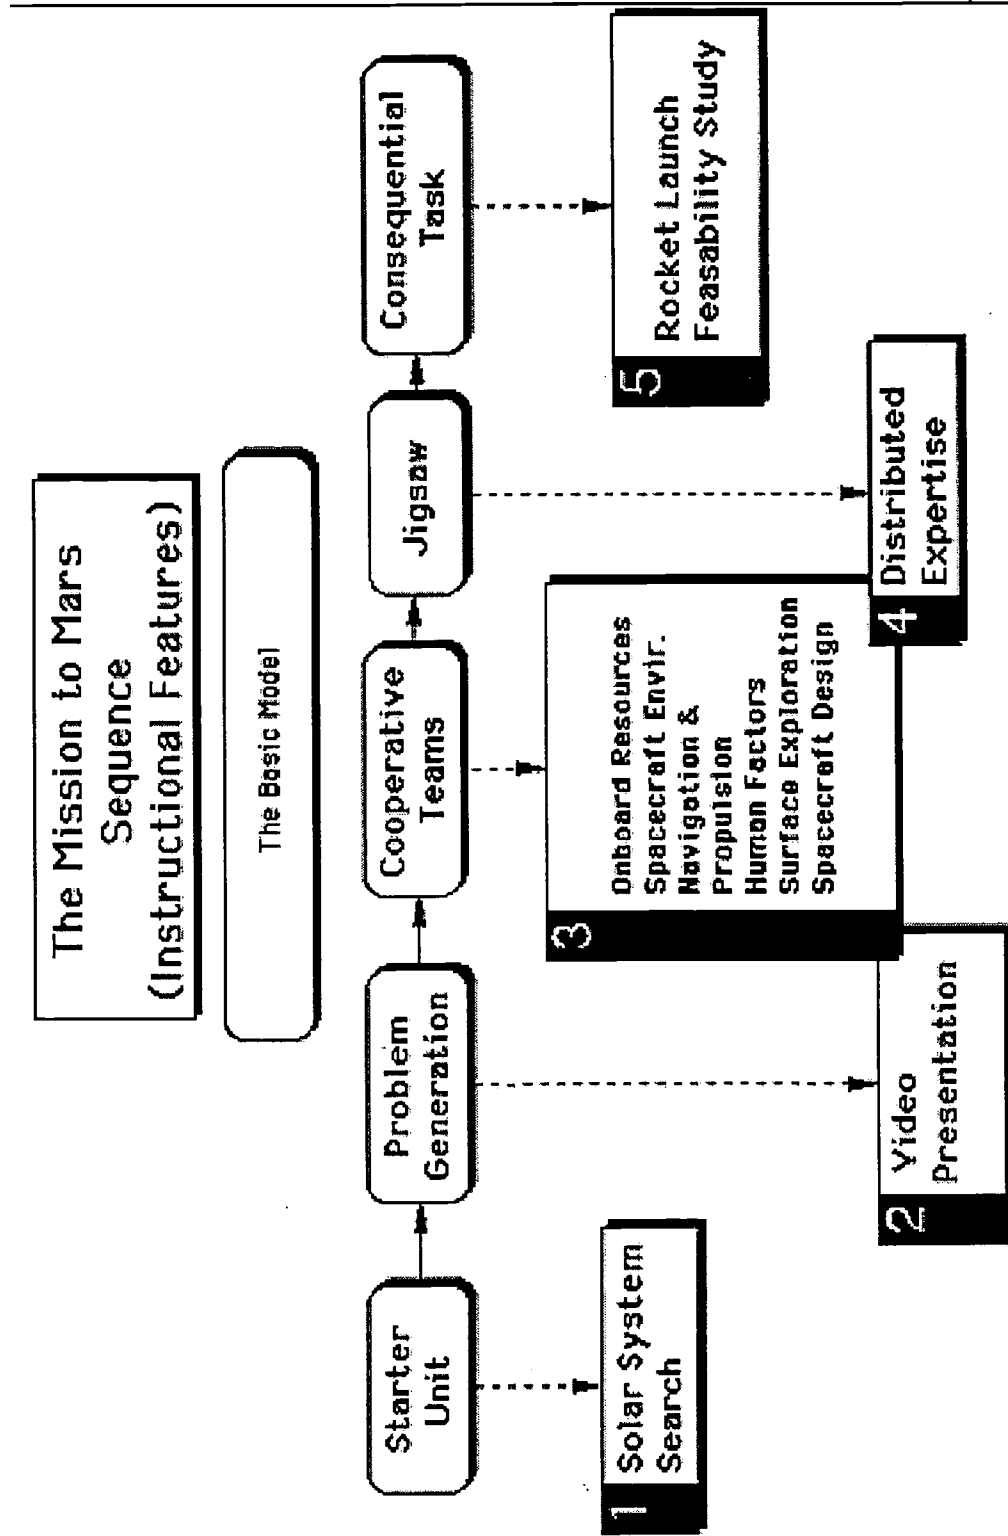 The Mission to Mars
Sequence
(Instructional Features)
The Basic Model
Starter
Unit
Problem
Generation
Cooperative
Teams
Jigsaw
Consequential
Task
1
Solar System
Search
2
Video
Presentation
3
Onboard Resources
Spacecraft Envir.
Navigation &
Propulsion
Human Factors
Surface Exploration
Spacecraft Design
4
Distributed
Expertise
5
Rocket Launch
Feasability Study